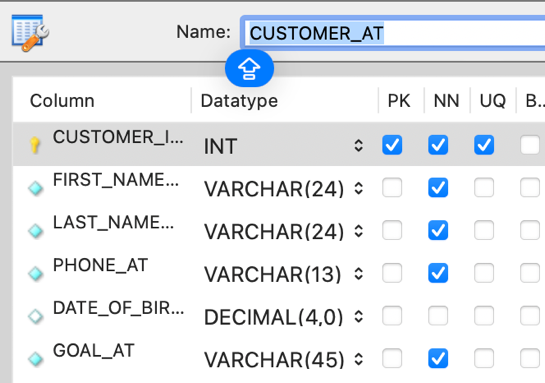 Name: CUSTOMER_AT
Column Datatype PK NN UQ B...
CUSTOMER_I... INT
FIRST_NAME... VARCHAR(24)
LAST_NAME... VARCHAR(24)
PHONE_AT VARCHAR(13)
DATE_OF_BIR... DECIMAL(4,0)
GOAL_AT VARCHAR(45)